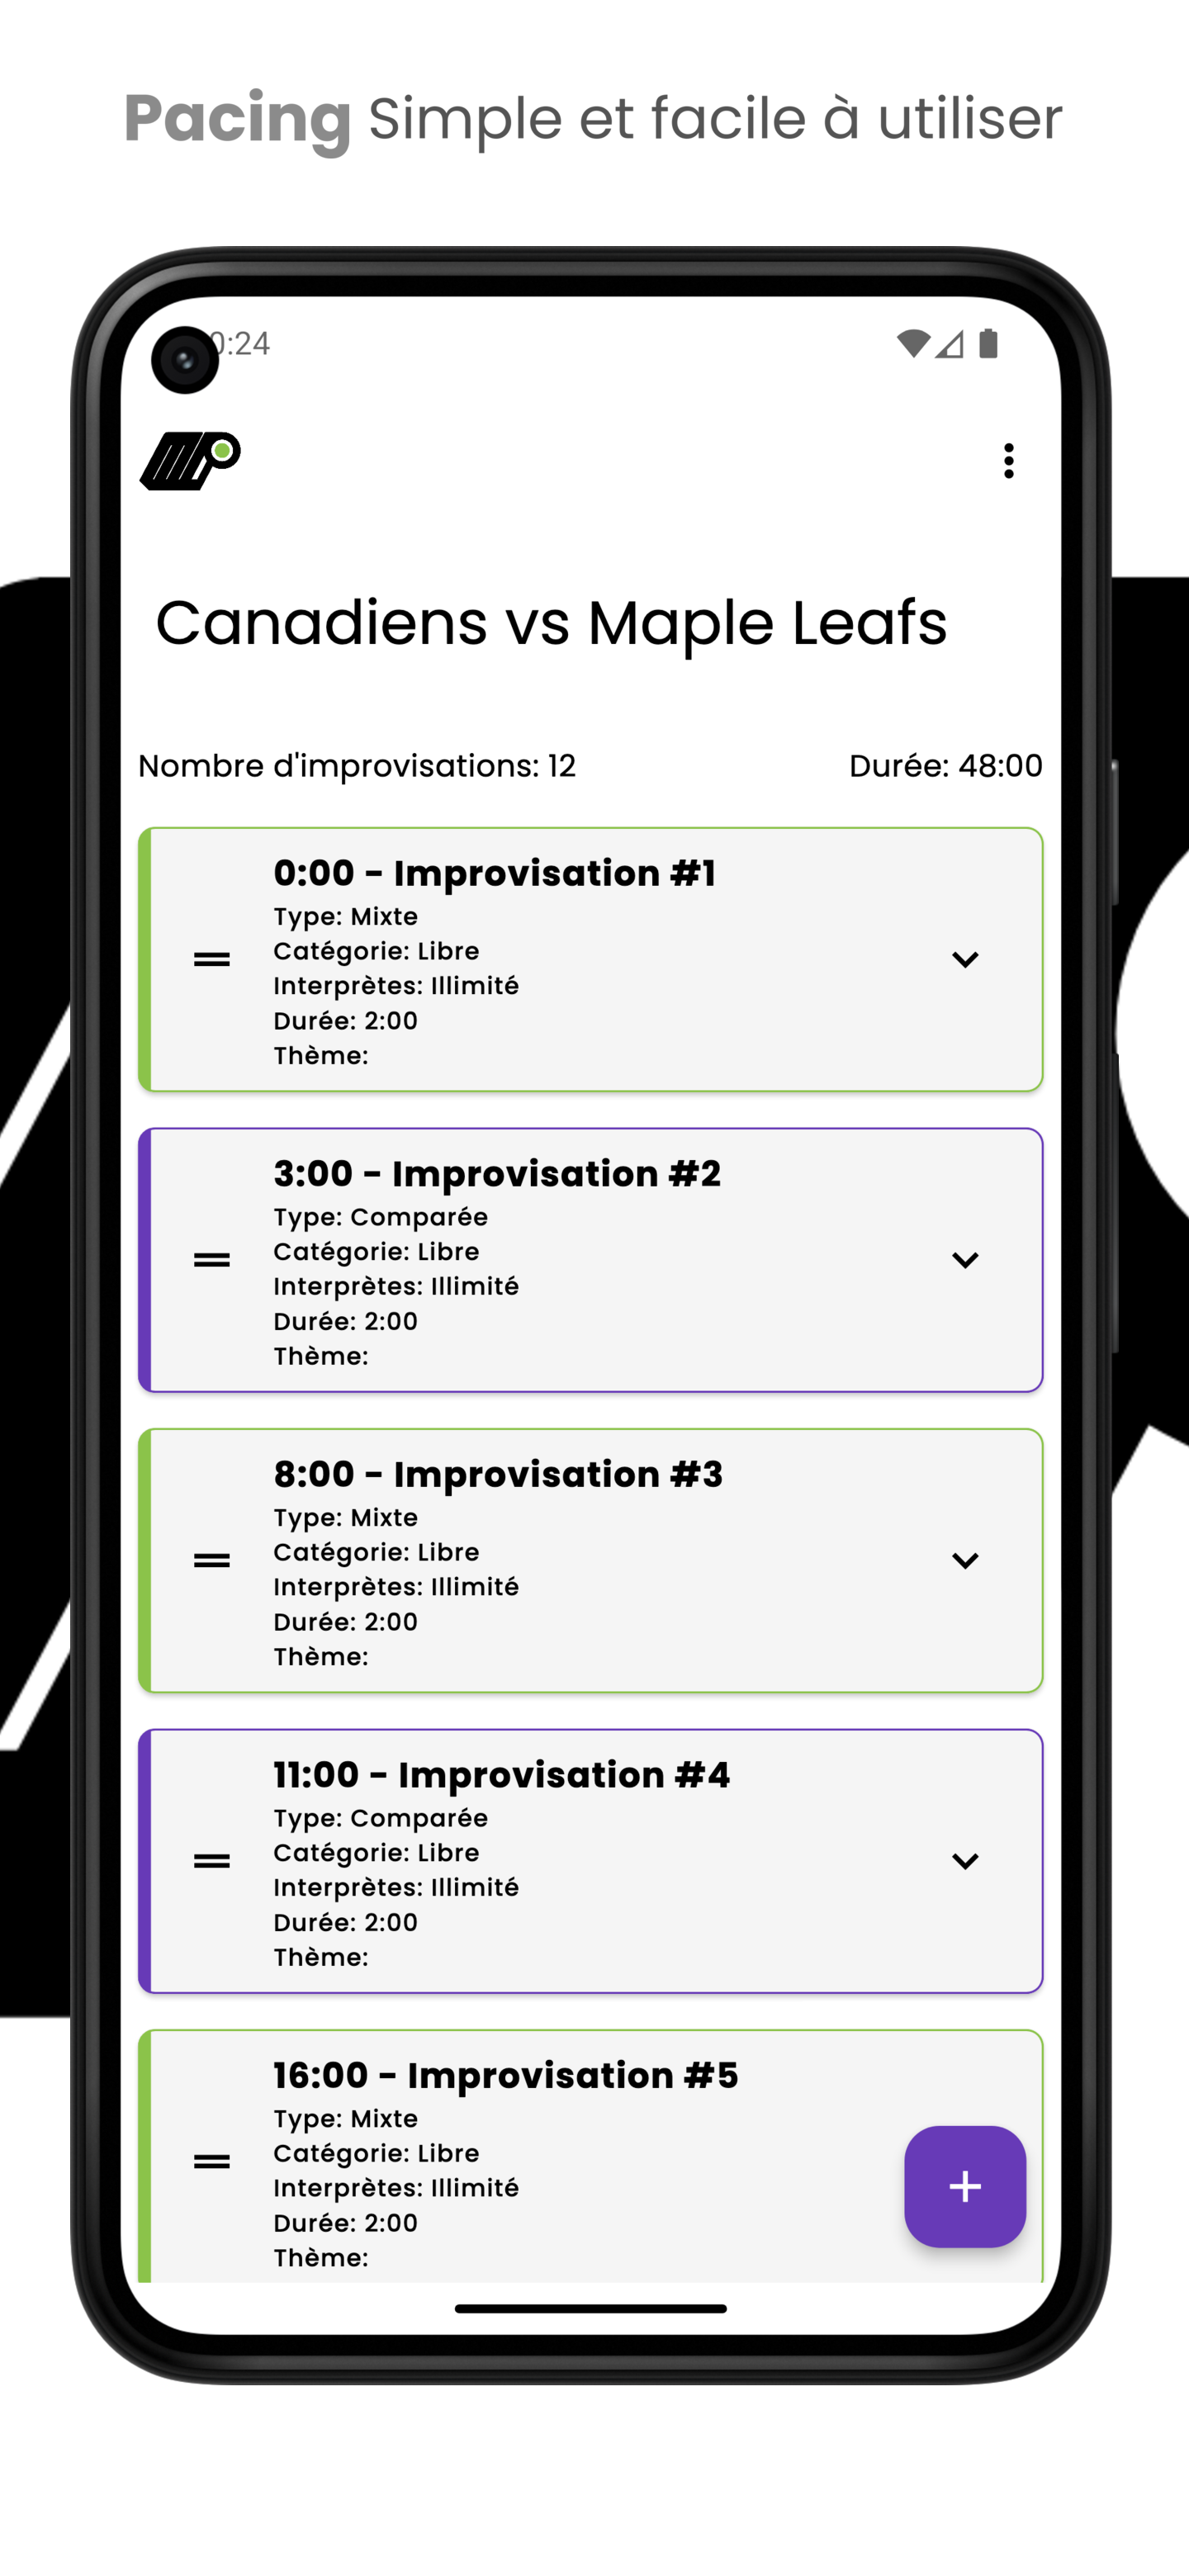 Pacing Simple et facile à utiliser
0:24
Canadiens vs Maple Leafs
Nombre d'improvisations: 12 Durée: 48:00
0:00 - Improvisation #1
Type: Mixte
Catégorie: Libre
Interprètes: Illimité
Durée: 2:00
Thème:
3:00 - Improvisation #2
Type: Comparée
Catégorie: Libre
Interprètes: Illimité
Durée: 2:00
Thème:
8:00 - Improvisation #3
Type: Mixte
Catégorie: Libre
Interprètes: Illimité
Durée: 2:00
Thème:
11:00 - Improvisation #4
Type: Comparée
Catégorie: Libre
Interprètes: Illimité
Durée: 2:00
Thème:
16:00 - Improvisation #5
Type: Mixte
Catégorie: Libre
Interprètes: Illimité
Durée: 2:00
Thème: